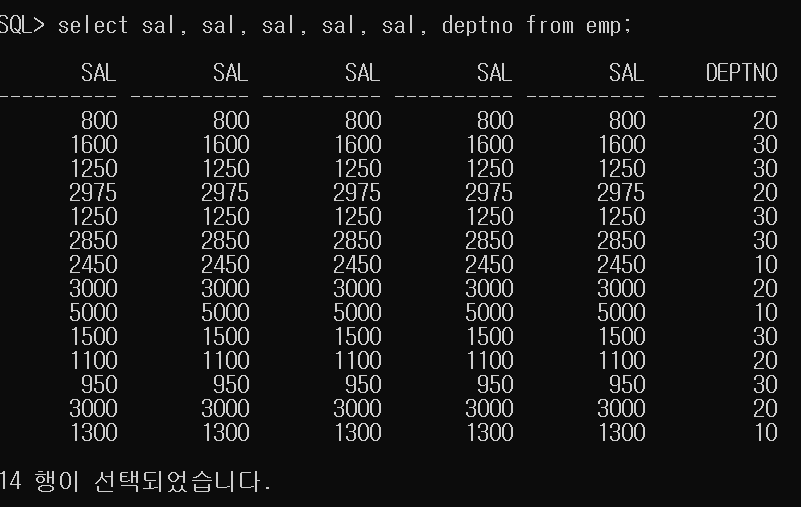 SQL> select sal, sal, sal, sal, sal, deptno from emp;
SAL SAL SAL SAL SAL DEPTNO
---------- ---------- ---------- ---------- ---------- ----------
800 800 800 800 800 20
1600 1600 1600 1600 1600 30
1250 1250 1250 1250 1250 30
2975 2975 2975 2975 2975 20
1250 1250 1250 1250 1250 30
2850 2850 2850 2850 2850 30
2450 2450 2450 2450 2450 10
3000 3000 3000 3000 3000 20
5000 5000 5000 5000 5000 10
1500 1500 1500 1500 1500 30
1100 1100 1100 1100 1100 20
950 950 950 950 950 30
3000 3000 3000 3000 3000 20
1300 1300 1300 1300 1300 10
14 행이 선택되었습니다.